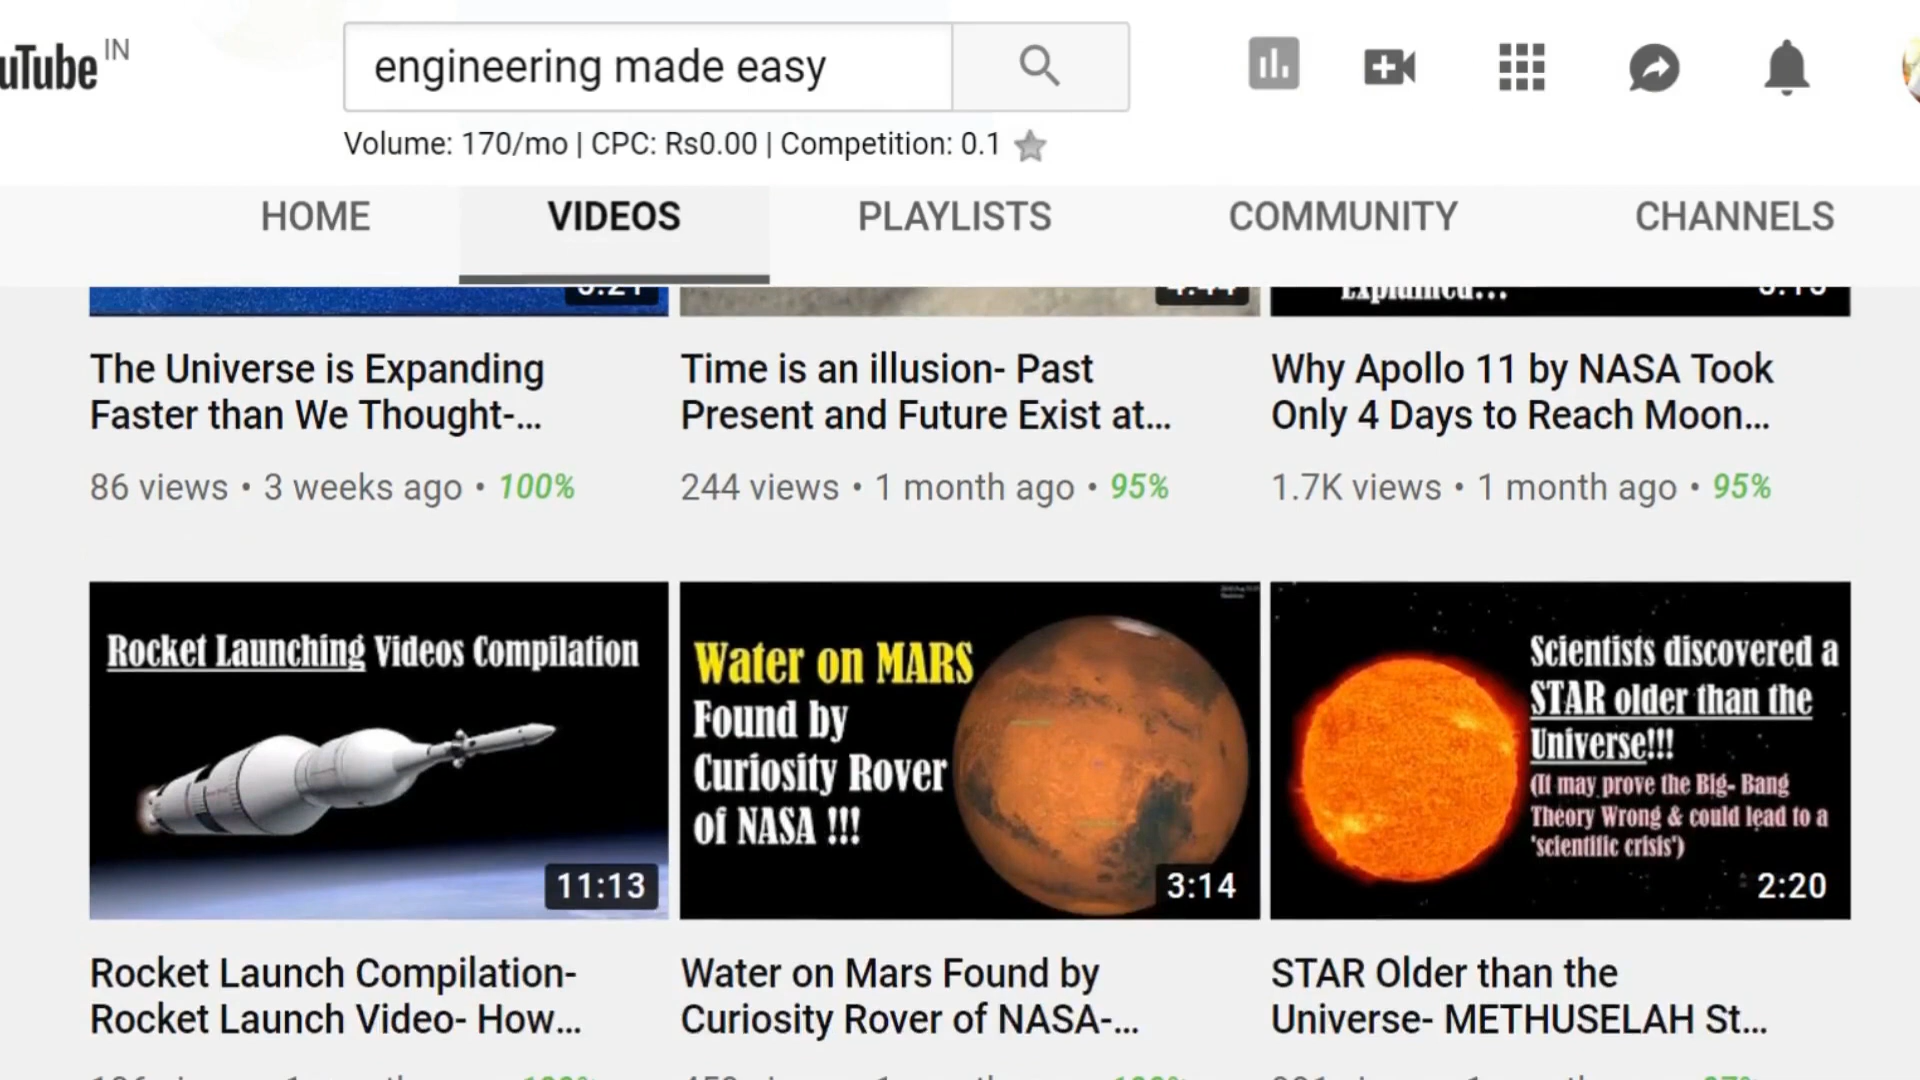 uTube IN
engineering made easy
Volume: 170/mo | CPC: Rs0.00 | Competition: 0.1
HOME VIDEOS PLAYLISTS COMMUNITY CHANNELS
Explained...
The Universe is Expanding
Faster than We Thought-...
86 views • 3 weeks ago • 100%
Time is an illusion- Past
Present and Future Exist at...
244 views • 1 month ago • 95%
Why Apollo 11 by NASA Took
Only 4 Days to Reach Moon...
1.7K views • 1 month ago • 95%
Rocket Launching Videos Compilation
11:13
Water on MARS
Found by
Curiosity Rover
of NASA !!!
3:14
Scientists discovered a
STAR older than the
Universe!!!
(It may prove the Big- Bang
Theory Wrong & could lead to a
'scientific crisis')
2:20
Rocket Launch Compilation-
Rocket Launch Video- How...
Water on Mars Found by
Curiosity Rover of NASA-...
STAR Older than the
Universe- METHUSELAH St...